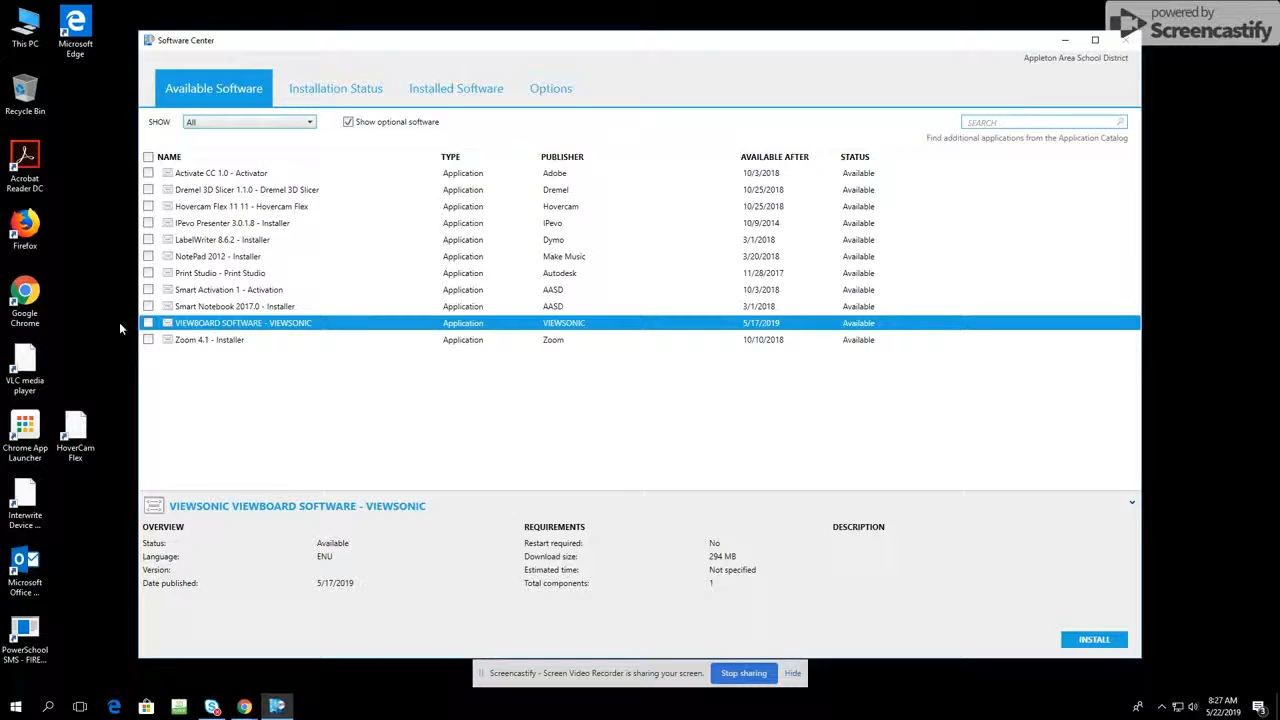 This PC
Microsoft
Edge
Recycle Bin
Acrobat
Reader DC
Firefox
Google
Chrome
VLC media
player
Chrome App
Launcher
HoverCam
Flex
Interwrite
Device ...
Microsoft
Office ...
PowerSchool
SMS - FIRE...
powered by
Screencastify
Software Center
Appleton Area School District
Available Software
Installation Status
Installed Software
Options
SHOW
All
Show optional software
SEARCH
Find additional applications from the Application Catalog
NAME TYPE PUBLISHER AVAILABLE AFTER STATUS
Activate CC 1.0 - Activator Application Adobe 10/3/2018 Available
Dremel 3D Slicer 1.1.0 - Dremel 3D Slicer Application Dremel 10/25/2018 Available
Hovercam Flex 11 11 - Hovercam Flex Application Hovercam 10/25/2018 Available
IPevo Presenter 3.0.1.8 - Installer Application IPevo 10/9/2014 Available
LabelWriter 8.6.2 - Installer Application Dymo 3/1/2018 Available
NotePad 2012 - Installer Application Make Music 3/20/2018 Available
Print Studio - Print Studio Application Autodesk 11/28/2017 Available
Smart Activation 1 - Activation Application AASD 10/3/2018 Available
Smart Notebook 2017.0 - Installer Application AASD 3/1/2018 Available
VIEWBOARD SOFTWARE - VIEWSONIC Application VIEWSONIC 5/17/2019 Available
Zoom 4.1 - Installer Application Zoom 10/10/2018 Available
VIEWSONIC VIEWBOARD SOFTWARE - VIEWSONIC
OVERVIEW
Status: Available
Language: ENU
Version:
Date published: 5/17/2019
REQUIREMENTS
Restart required: No
Download size: 294 MB
Estimated time: Not specified
Total components: 1
DESCRIPTION
INSTALL
Screencastify - Screen Video Recorder is sharing your screen.
Stop sharing
Hide
8:27 AM
5/22/2019